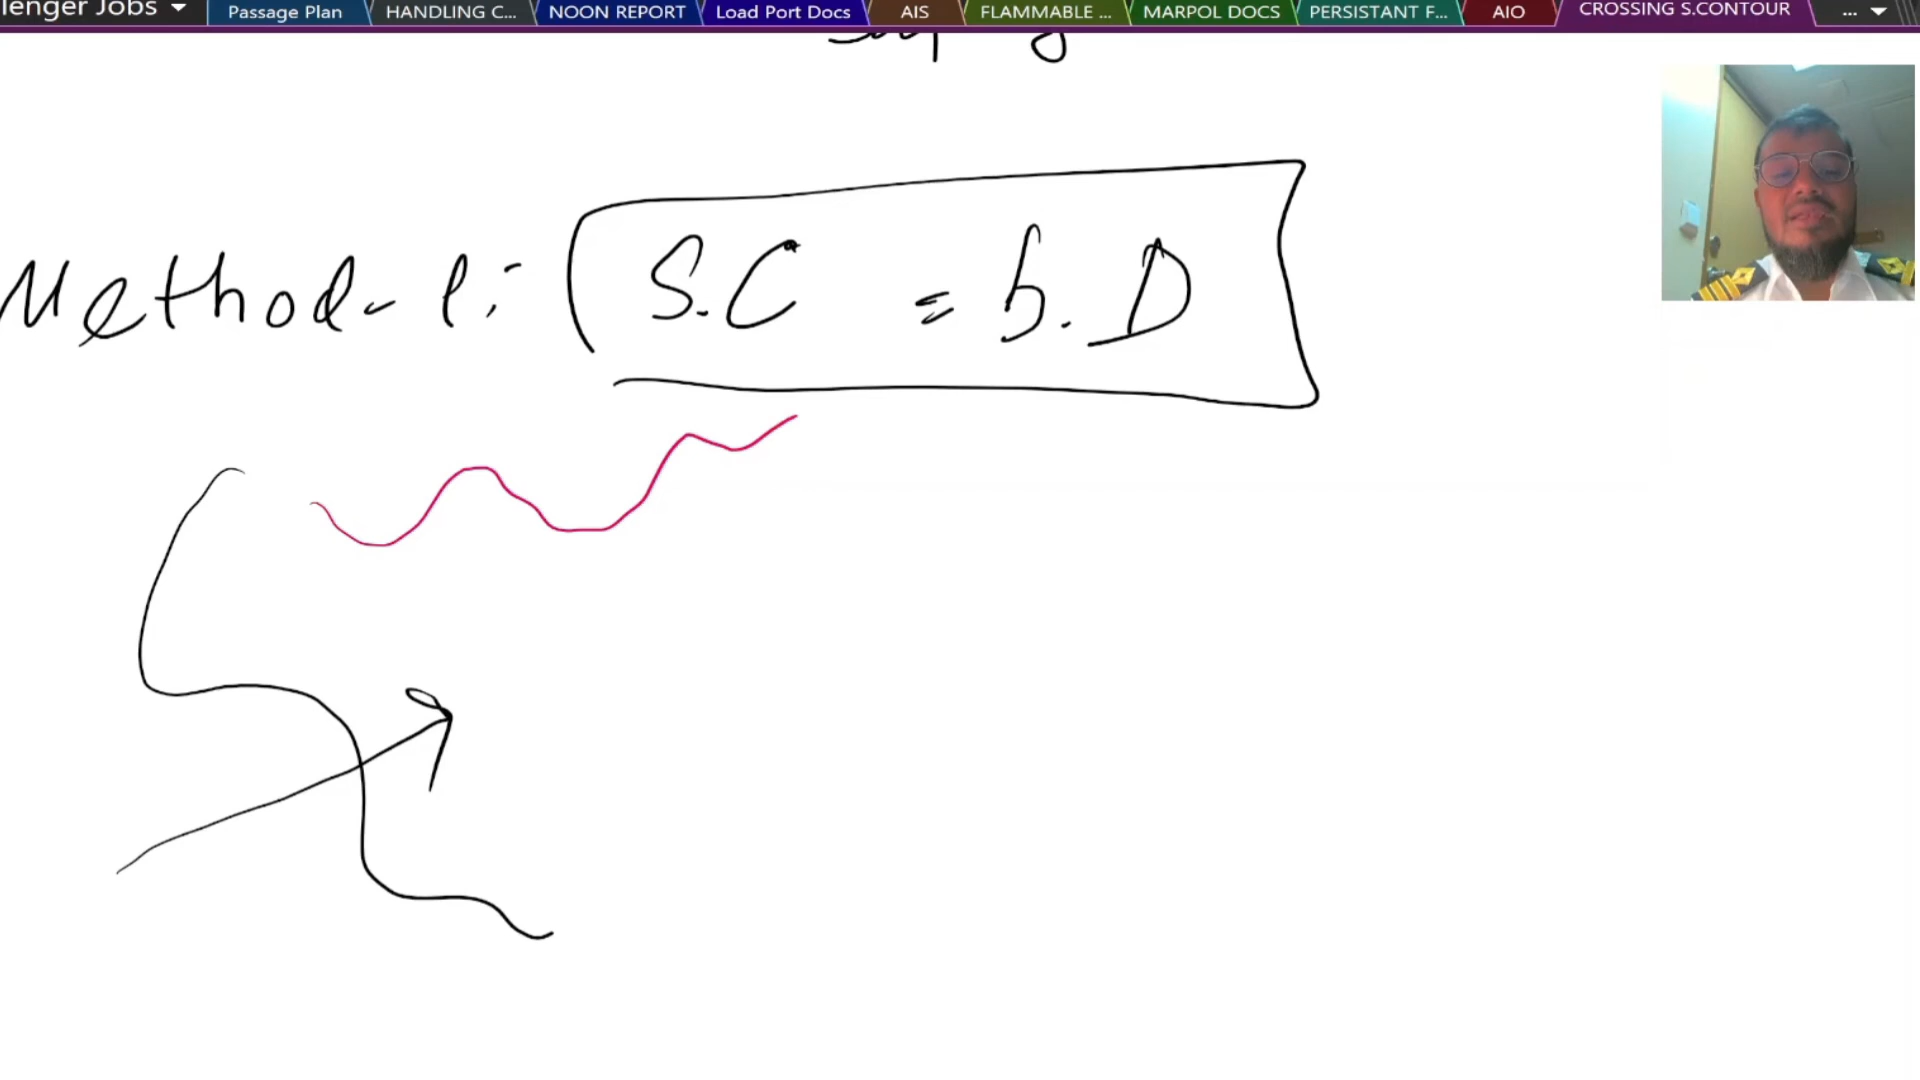 lenger Jobs Passage Plan HANDLING C... NOON REPORT Load Port Docs AIS FLAMMABLE ... MARPOL DOCS PERSISTANT F... AIO CROSSING S.CONTOUR ...
Method-1:- S.C = S.D